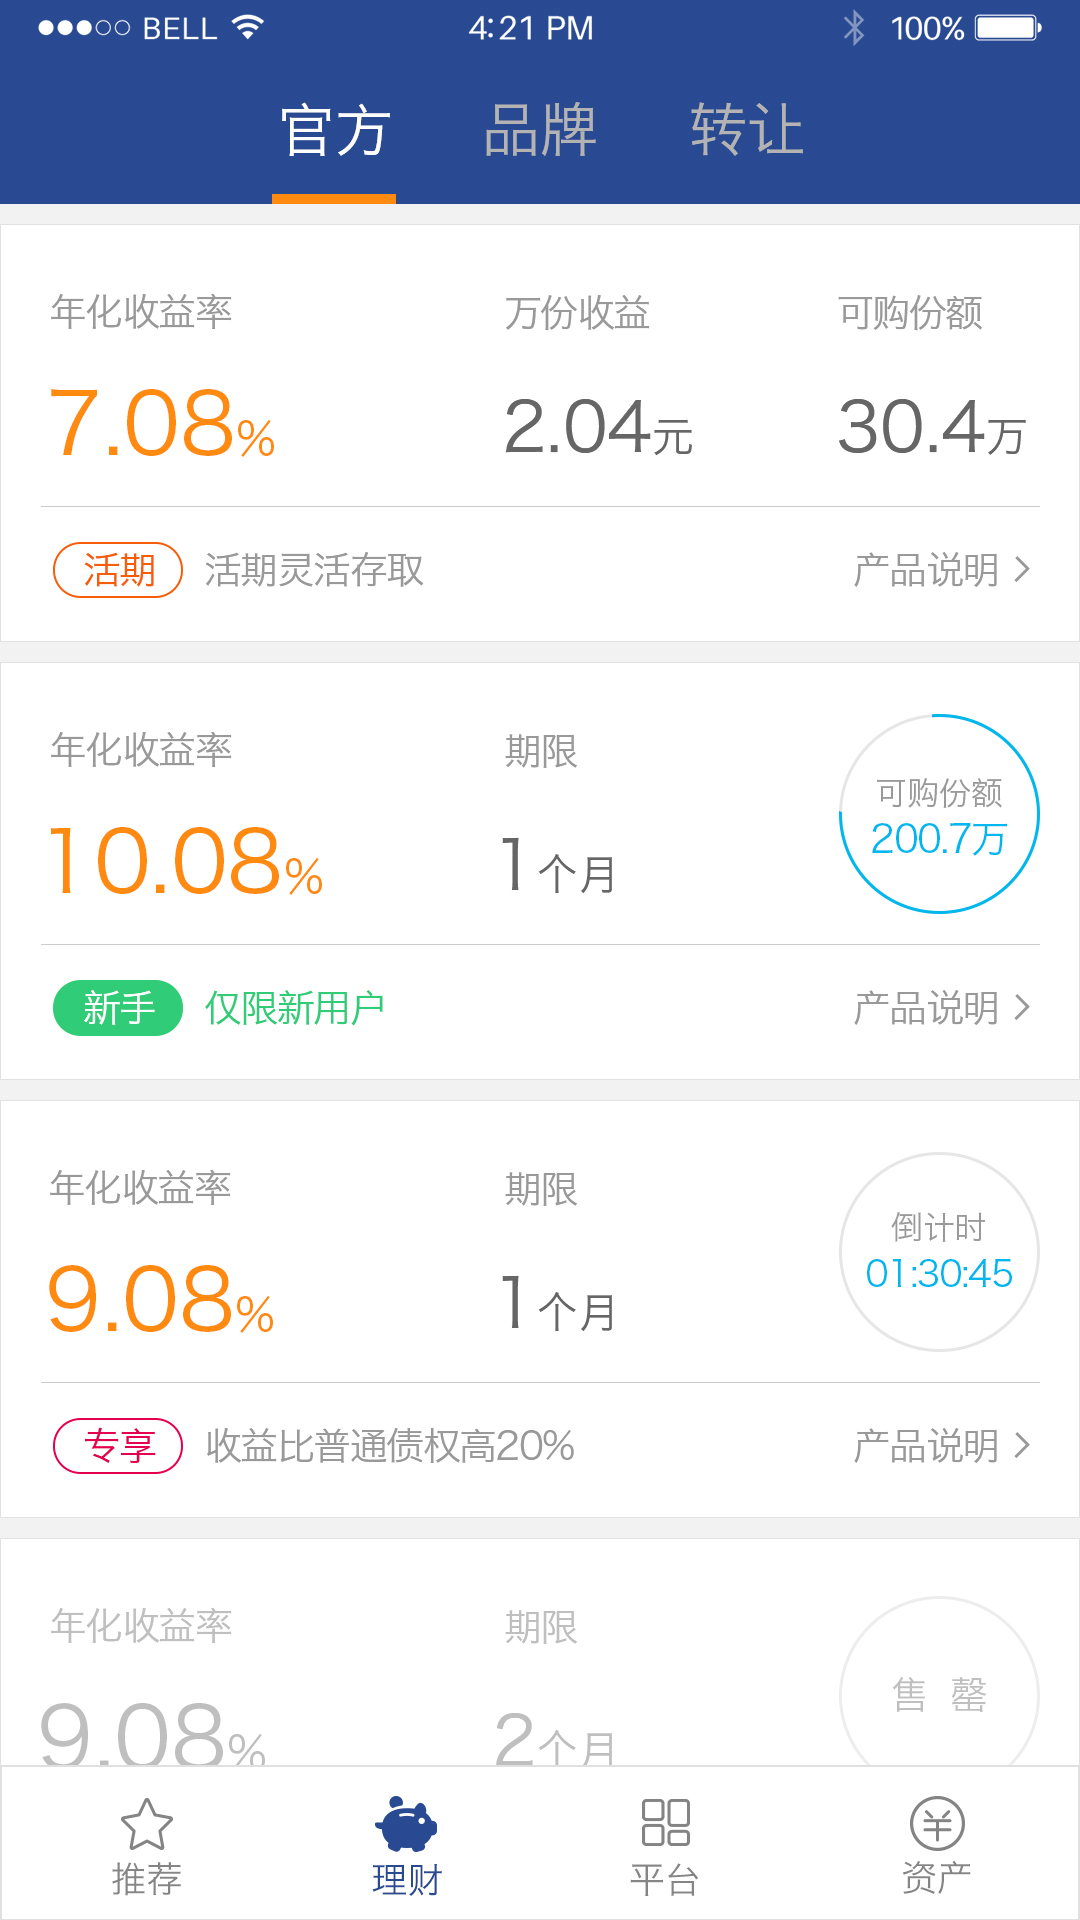 BELL 4:21 PM 100%
官方 品牌 转让
年化收益率 万份收益 可购份额
7.08% 2.04元 30.4万
活期 活期灵活存取 产品说明
年化收益率 期限 可购份额
10.08% 1个月 200.7万
新手 仅限新用户 产品说明
年化收益率 期限 倒计时
9.08% 1个月 01:30:45
专享 收益比普通债权高20% 产品说明
年化收益率 期限 售 罄
9.08% 2个月
推荐 理财 平台 资产